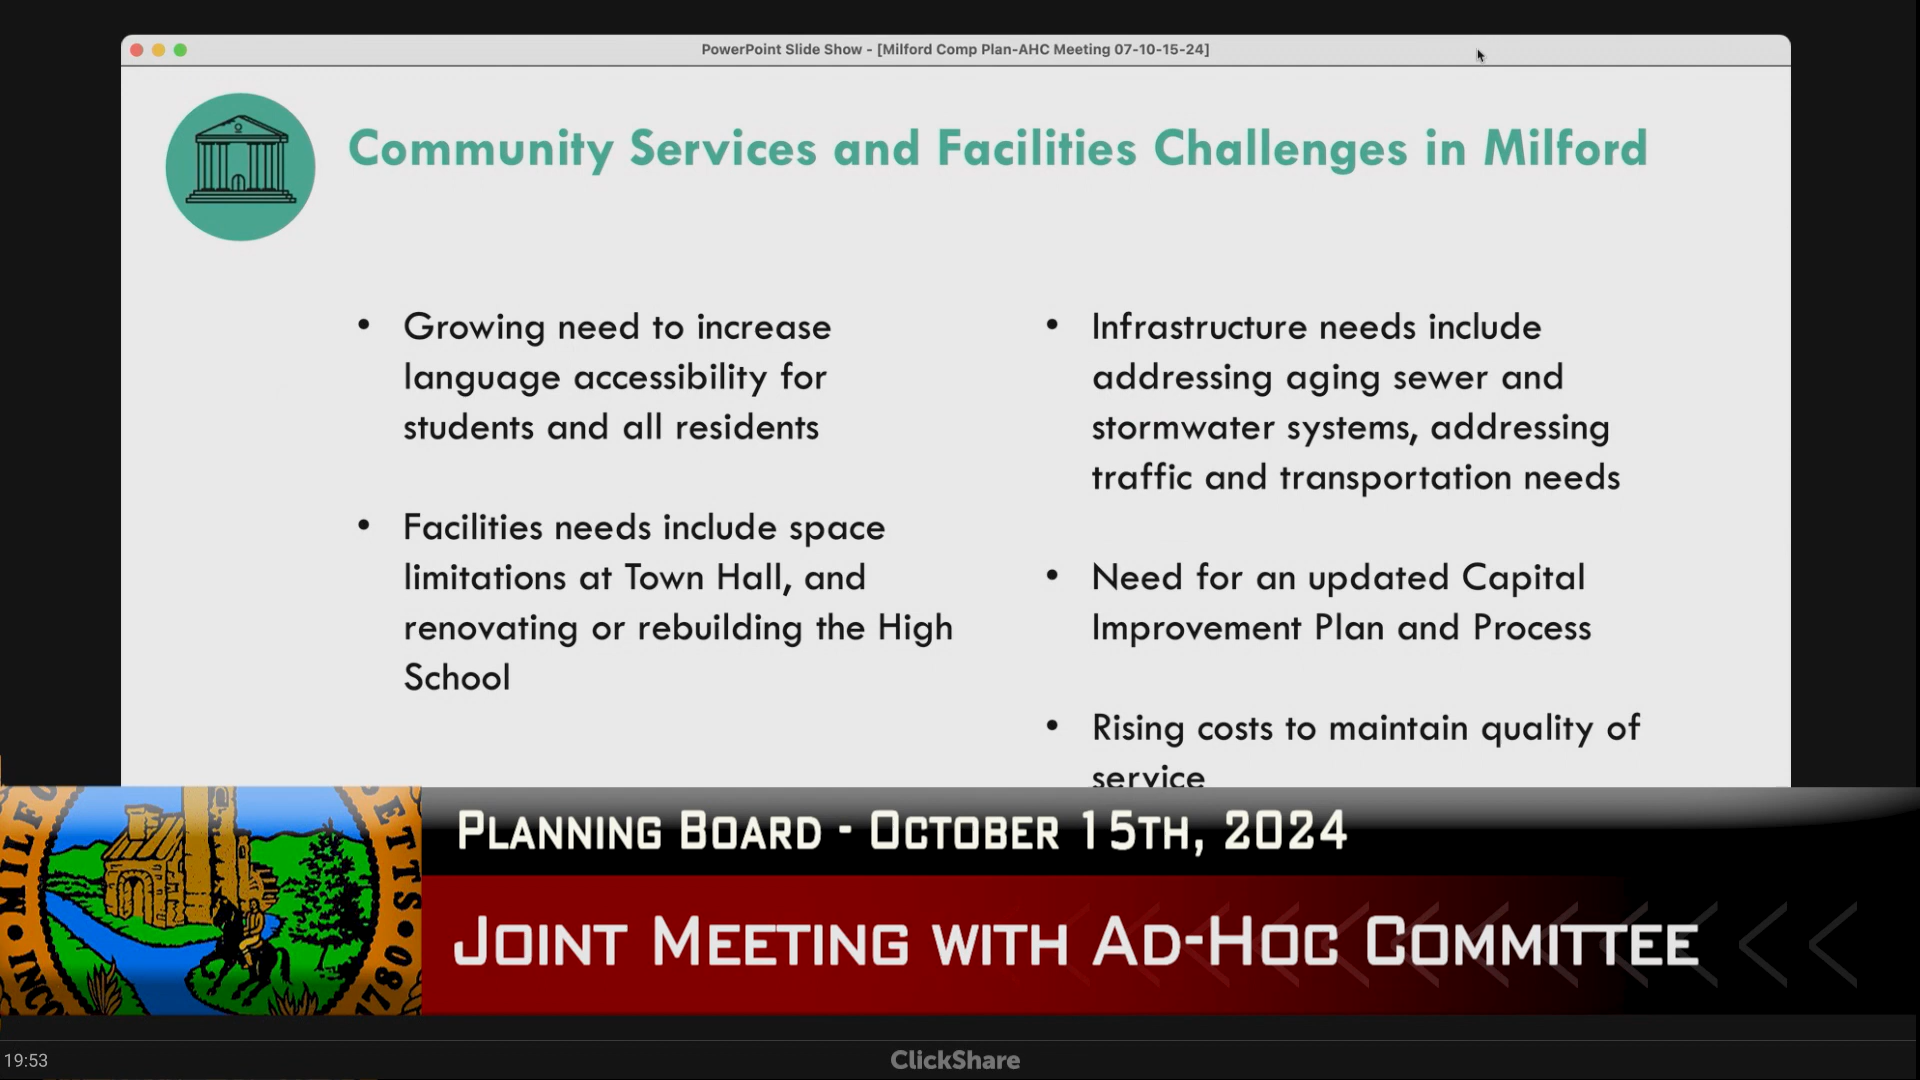 PowerPoint Slide Show - [Milford Comp Plan-AHC Meeting 07-10-15-24]
Community Services and Facilities Challenges in Milford
• Growing need to increase
language accessibility for
students and all residents
• Facilities needs include space
limitations at Town Hall, and
renovating or rebuilding the High
School
• Infrastructure needs include
addressing aging sewer and
stormwater systems, addressing
traffic and transportation needs
• Need for an updated Capital
Improvement Plan and Process
• Rising costs to maintain quality of
service
Planning Board - October 15th, 2024
Joint Meeting with Ad-Hoc Committee
MILFO
SETTS
INCO
1780
19:53
ClickShare